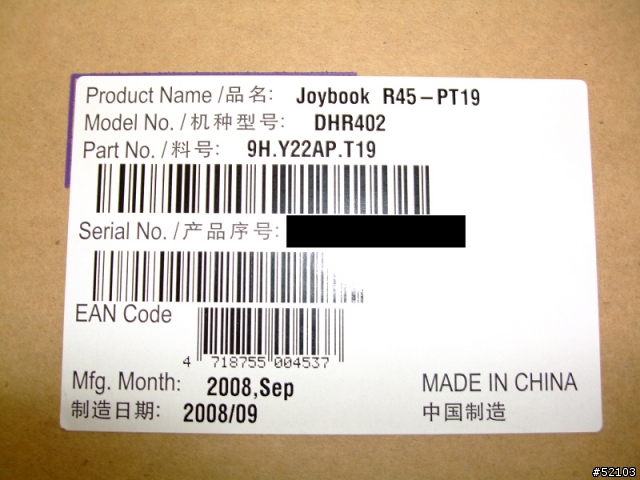 Product Name /品名: Joybook R45-PT19
Model No. /机种型号: DHR402
Part No. /料号: 9H.Y22AP.T19
Serial No. /产品序号:
EAN Code
4 718755 004537
Mfg. Month: 2008,Sep
制造日期: 2008/09
MADE IN CHINA
中国制造
#52103